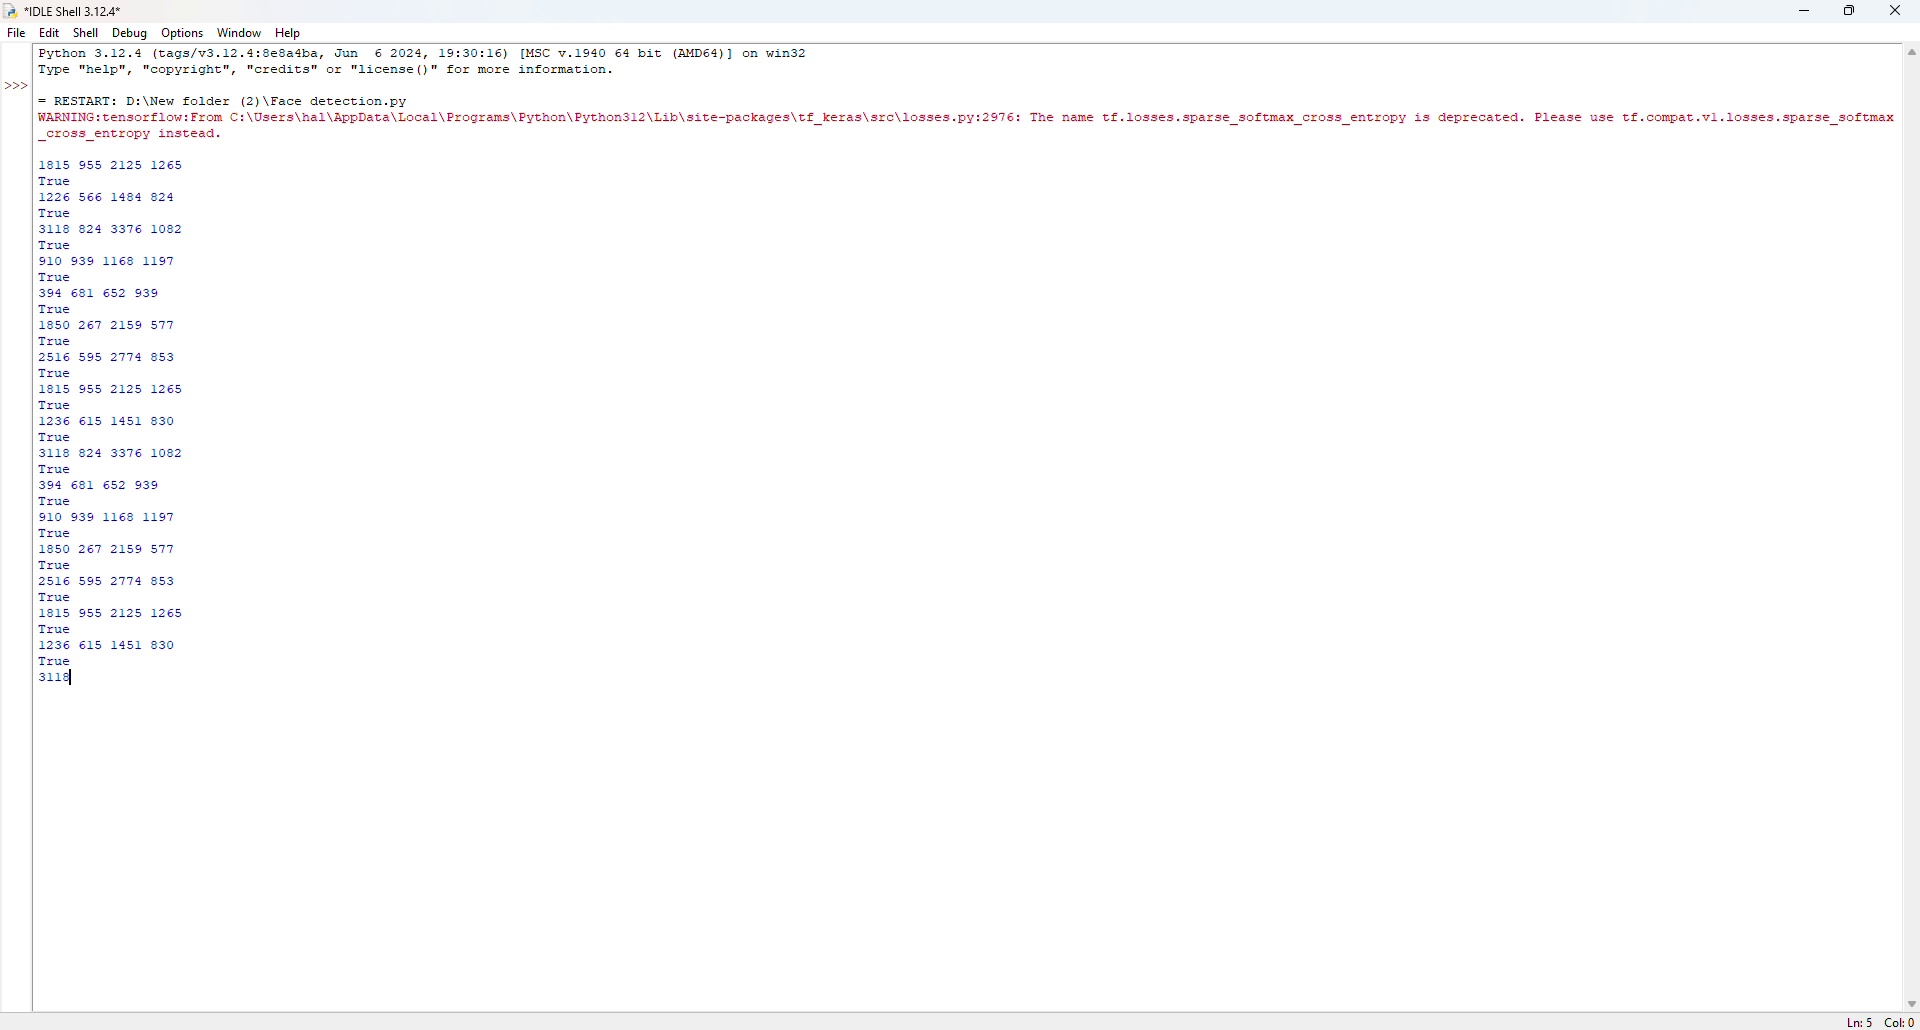 *IDLE Shell 3.12.4*
File Edit Shell Debug Options Window Help
Python 3.12.4 (tags/v3.12.4:8e8a4ba, Jun  6 2024, 19:30:16) [MSC v.1940 64 bit (AMD64)] on win32
Type "help", "copyright", "credits" or "license()" for more information.
>>>
= RESTART: D:\New folder (2)\Face detection.py
WARNING:tensorflow:From C:\Users\hal\AppData\Local\Programs\Python\Python312\Lib\site-packages\tf_keras\src\losses.py:2976: The name tf.losses.sparse_softmax_cross_entropy is deprecated. Please use tf.compat.v1.losses.sparse_softmax
_cross_entropy instead.
1815 955 2125 1265
True
1226 566 1484 824
True
3118 824 3376 1082
True
910 939 1168 1197
True
394 681 652 939
True
1850 267 2159 577
True
2516 595 2774 853
True
1815 955 2125 1265
True
1236 615 1451 830
True
3118 824 3376 1082
True
394 681 652 939
True
910 939 1168 1197
True
1850 267 2159 577
True
2516 595 2774 853
True
1815 955 2125 1265
True
1236 615 1451 830
True
3118
Ln: 5 Col: 0